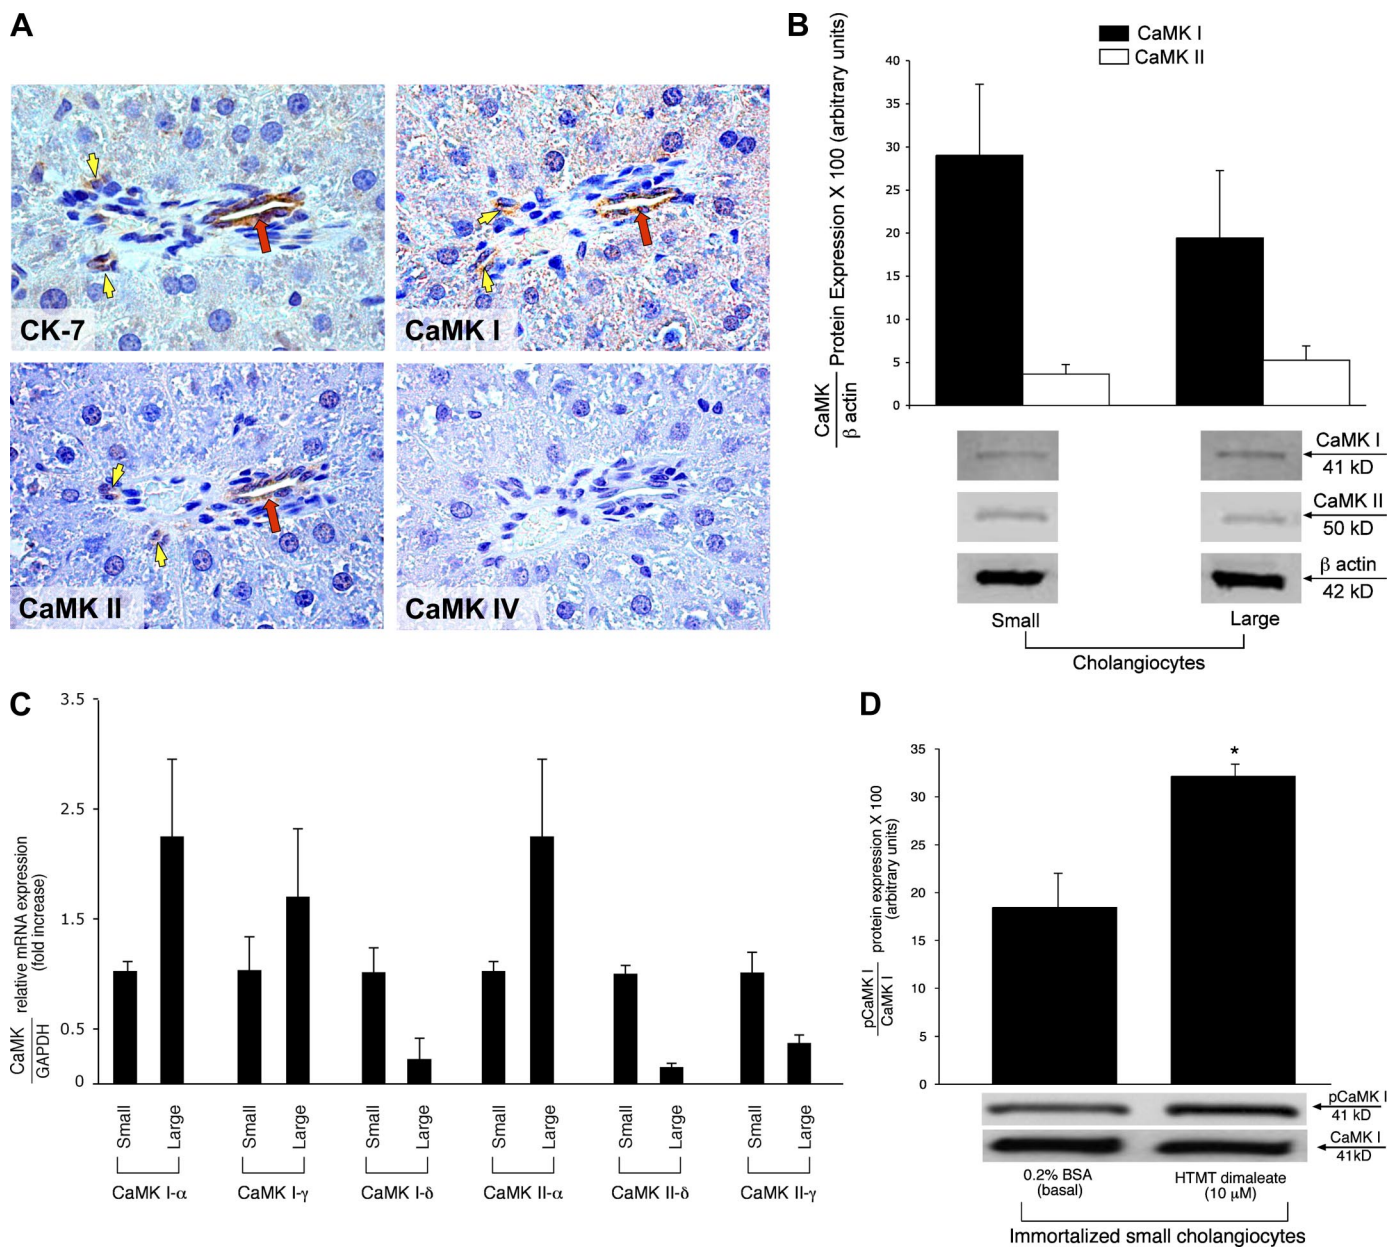 A
CK-7
CaMK I
CaMK II
CaMK IV
B
CaMK I
CaMK II
CaMK
β actin
Protein Expression X 100 (arbitrary units)
40
35
30
25
20
15
10
5
0
CaMK I
41 kD
CaMK II
50 kD
β actin
42 kD
Small
Large
Cholangiocytes
C
CaMK
GAPDH
relative mRNA expression
(fold increase)
3.5
2.5
1.5
0.5
0
Small
Large
Small
Large
Small
Large
Small
Large
Small
Large
Small
Large
CaMK I-α
CaMK I-γ
CaMK I-δ
CaMK II-α
CaMK II-δ
CaMK II-γ
D
pCaMK I
CaMK I
protein expression X 100
(arbitrary units)
35
30
25
20
15
10
5
0
*
pCaMK I
41 kD
CaMK I
41kD
0.2% BSA
(basal)
HTMT dimaleate
(10 µM)
Immortalized small cholangiocytes